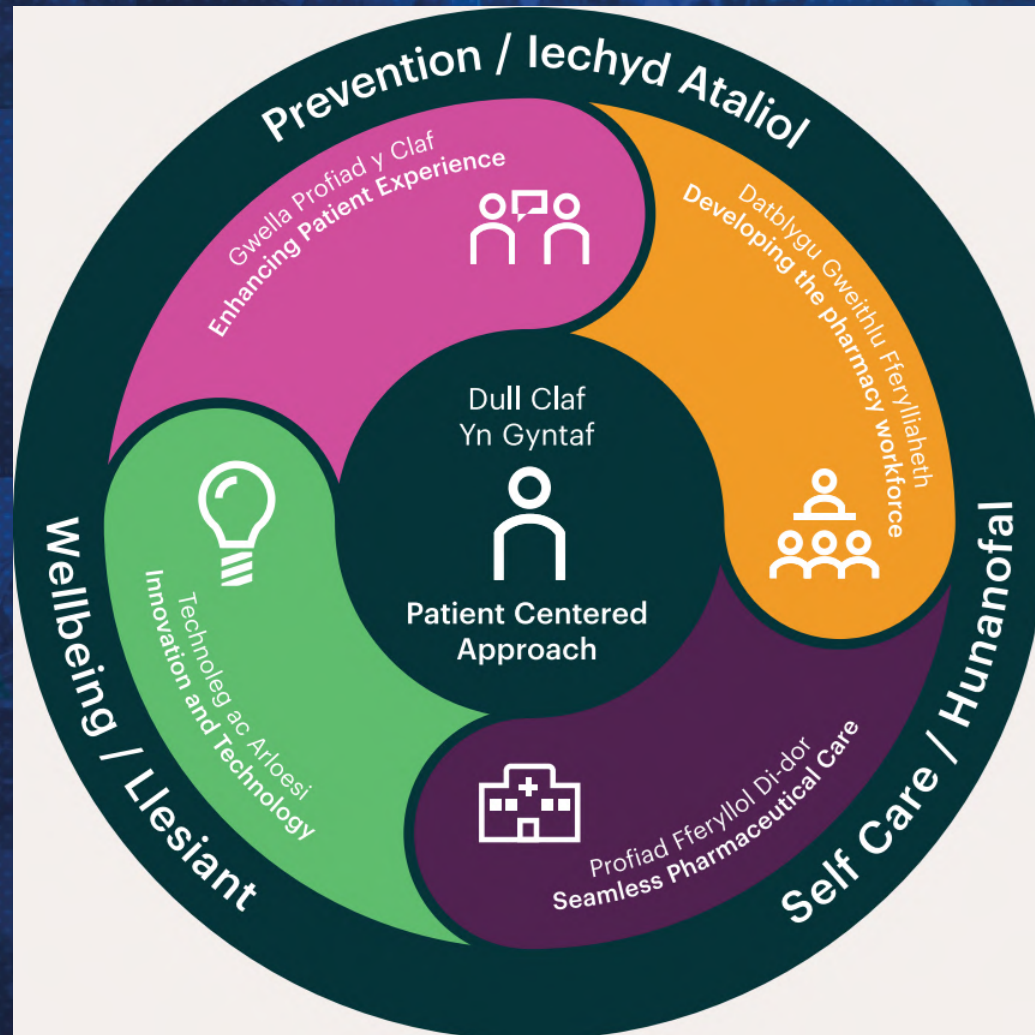 Prevention / Iechyd Ataliol
Gwella Profiad y Claf
Enhancing Patient Experience
Datblygu Gweithlu Fferylliaheth
Developing the pharmacy workforce
Dull Claf
Yn Gyntaf
Patient Centered
Approach
Technoleg ac Arloesi
Innovation and Technology
Profiad Fferyllol Di-dor
Seamless Pharmaceutical Care
Wellbeing / Llesiant
Self Care / Hunanofal